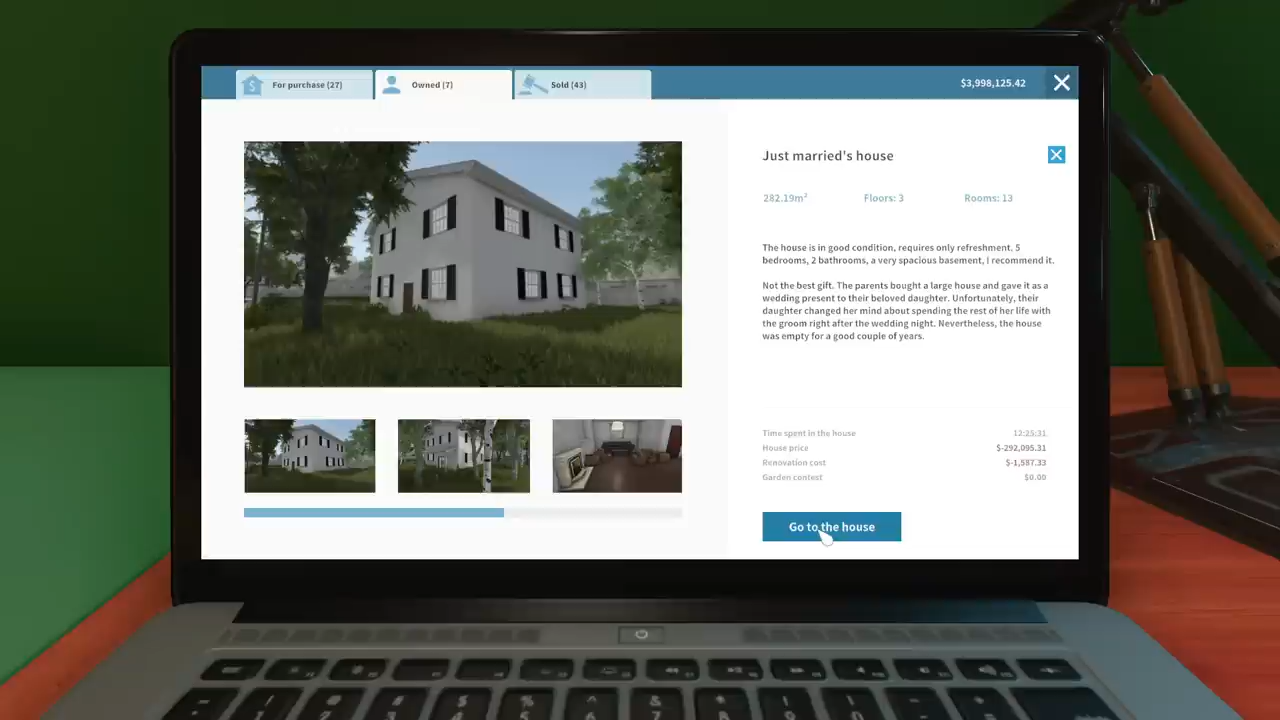 For purchase (27)
Owned (7)
Sold (43)
$3,998,125.42
Just married's house
282.19m²
Floors: 3
Rooms: 13
The house is in good condition, requires only refreshment. 5
bedrooms, 2 bathrooms, a very spacious basement, I recommend it.
Not the best gift. The parents bought a large house and gave it as a
wedding present to their beloved daughter. Unfortunately, their
daughter changed her mind about spending the rest of her life with
the groom right after the wedding night. Nevertheless, the house
was empty for a good couple of years.
Time spent in the house 12:25:31
House price $-292,095.31
Renovation cost $-1,597.33
Garden contest $0.00
Go to the house